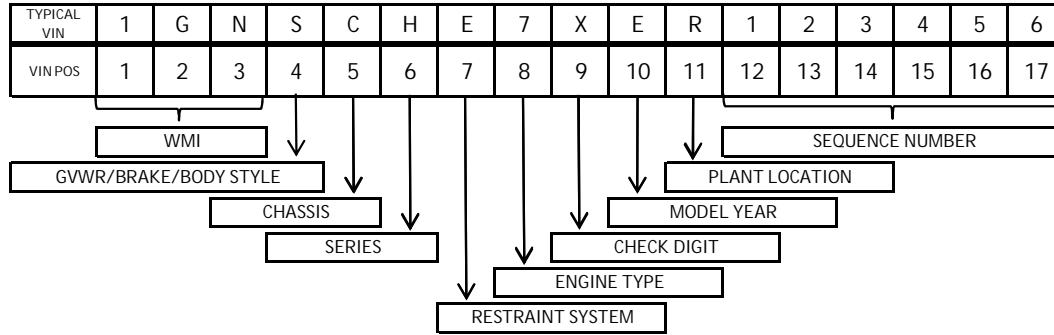 TYPICAL VIN 1 G N S C H E 7 X E R 1 2 3 4 5 6
VIN POS 1 2 3 4 5 6 7 8 9 10 11 12 13 14 15 16 17
WMI SEQUENCE NUMBER
GVWR/BRAKE/BODY STYLE PLANT LOCATION
CHASSIS MODEL YEAR
SERIES CHECK DIGIT
ENGINE TYPE
RESTRAINT SYSTEM